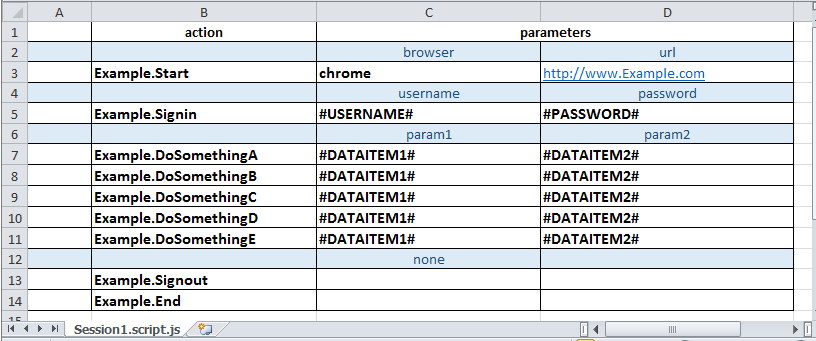 A B C D
1 action parameters
2 browser url
3 Example.Start chrome http://www.Example.com
4 username password
5 Example.Signin #USERNAME# #PASSWORD#
6 param1 param2
7 Example.DoSomethingA #DATAITEM1# #DATAITEM2#
8 Example.DoSomethingB #DATAITEM1# #DATAITEM2#
9 Example.DoSomethingC #DATAITEM1# #DATAITEM2#
10 Example.DoSomethingD #DATAITEM1# #DATAITEM2#
11 Example.DoSomethingE #DATAITEM1# #DATAITEM2#
12 none
13 Example.Signout
14 Example.End
15
Session1.script.js